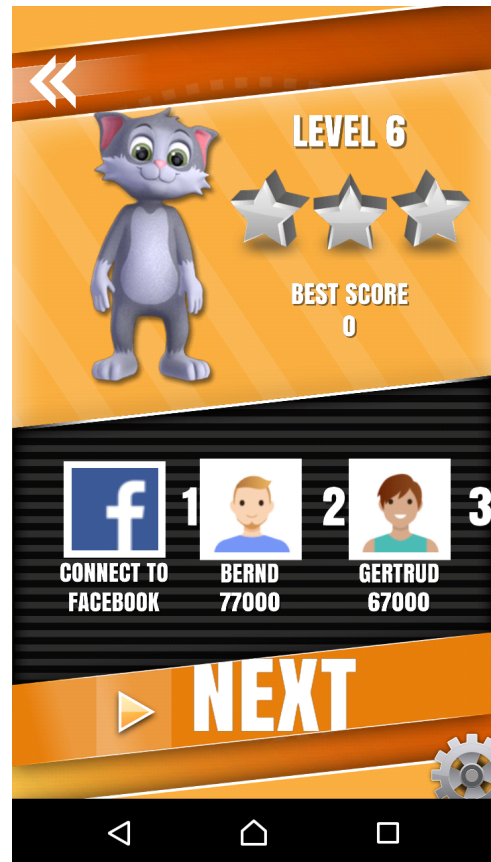 LEVEL 6
BEST SCORE
0
f
1
2
3
CONNECT TO
FACEBOOK
BERND
77000
GERTRUD
67000
NEXT